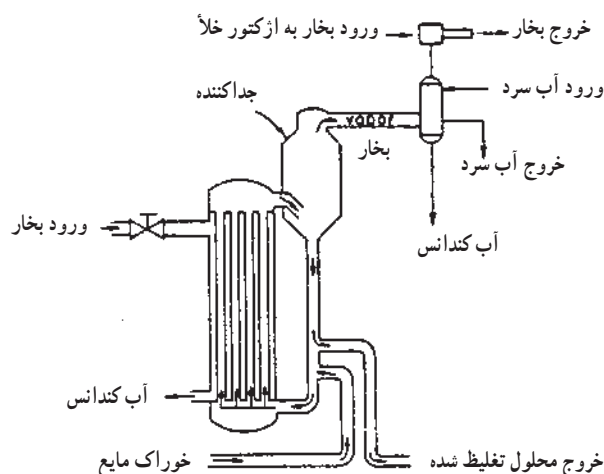 ورود بخار به اژکتور خلأ
خروج بخار
ورود آب سرد
جداکننده
vapor
بخار
خروج آب سرد
ورود بخار
آب کندانس
آب کندانس
خوراک مایع
خروج محلول تغلیظ شده